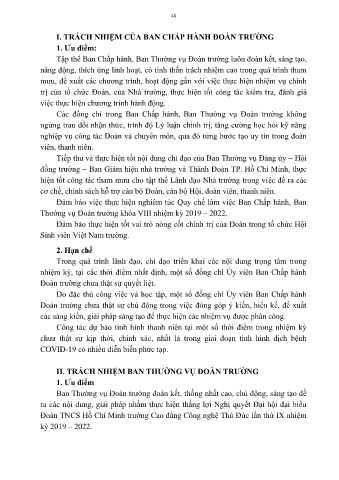 48
I. TRÁCH NHIỆM CỦA BAN CHẤP HÀNH ĐOÀN TRƯỜNG
1. Ưu điểm:
Tập thể Ban Chấp hành, Ban Thường vụ Đoàn trường luôn đoàn kết, sáng tạo,
năng động, thích ứng linh hoạt, có tinh thần trách nhiệm cao trong quá trình tham
mưu, đề xuất các chương trình, hoạt động gắn với việc thực hiện nhiệm vụ chính
trị của tổ chức Đoàn, của Nhà trường, thực hiện tốt công tác kiểm tra, đánh giá
việc thực hiện chương trình hành động.
Các đồng chí trong Ban Chấp hành, Ban Thường vụ Đoàn trường không
ngừng trau dồi nhận thức, trình độ Lý luận chính trị, tăng cường học hỏi kỹ năng
nghiệp vụ công tác Đoàn và chuyên môn, qua đó từng bước tạo uy tín trong đoàn
viên, thanh niên.
Tiếp thu và thực hiện tốt nội dung chỉ đạo của Ban Thường vụ Đảng ủy – Hội
đồng trường – Ban Giám hiệu nhà trường và Thành Đoàn TP. Hồ Chí Minh, thực
hiện tốt công tác tham mưu cho tập thể Lãnh đạo Nhà trường trong việc đề ra các
cơ chế, chính sách hỗ trợ cán bộ Đoàn, cán bộ Hội, đoàn viên, thanh niên.
Đảm bảo việc thực hiện nghiêm túc Quy chế làm việc Ban Chấp hành, Ban
Thường vụ Đoàn trường khóa VIII nhiệm kỳ 2019 – 2022.
Đảm bảo thực hiện tốt vai trò nòng cốt chính trị của Đoàn trong tổ chức Hội
Sinh viên Việt Nam trường.
2. Hạn chế
Trong quá trình lãnh đạo, chỉ đạo triển khai các nội dung trọng tâm trong
nhiệm kỳ, tại các thời điểm nhất định, một số đồng chí Ủy viên Ban Chấp hành
Đoàn trường chưa thật sự quyết liệt.
Do đặc thù công việc và học tập, một số đồng chí Ủy viên Ban Chấp hành
Đoàn trường chưa thật sự chủ động trong việc đóng góp ý kiến, hiến kế, đề xuất
các sáng kiến, giải pháp sáng tạo để thực hiện các nhiệm vụ được phân công.
Công tác dự báo tình hình thanh niên tại một số thời điểm trong nhiệm kỳ
chưa thật sự kịp thời, chính xác, nhất là trong giai đoạn tình hình dịch bệnh
COVID-19 có nhiều diễn biến phức tạp.
II. TRÁCH NHIỆM BAN THƯỜNG VỤ ĐOÀN TRƯỜNG
1. Ưu điểm
Ban Thường vụ Đoàn trường đoàn kết, thống nhất cao, chủ động, sáng tạo đề
ra các nội dung, giải pháp nhằm thực hiện thắng lợi Nghị quyết Đại hội đại biểu
Đoàn TNCS Hồ Chí Minh trường Cao đẳng Công nghệ Thủ Đức lần thứ IX nhiệm
kỳ 2019 – 2022.